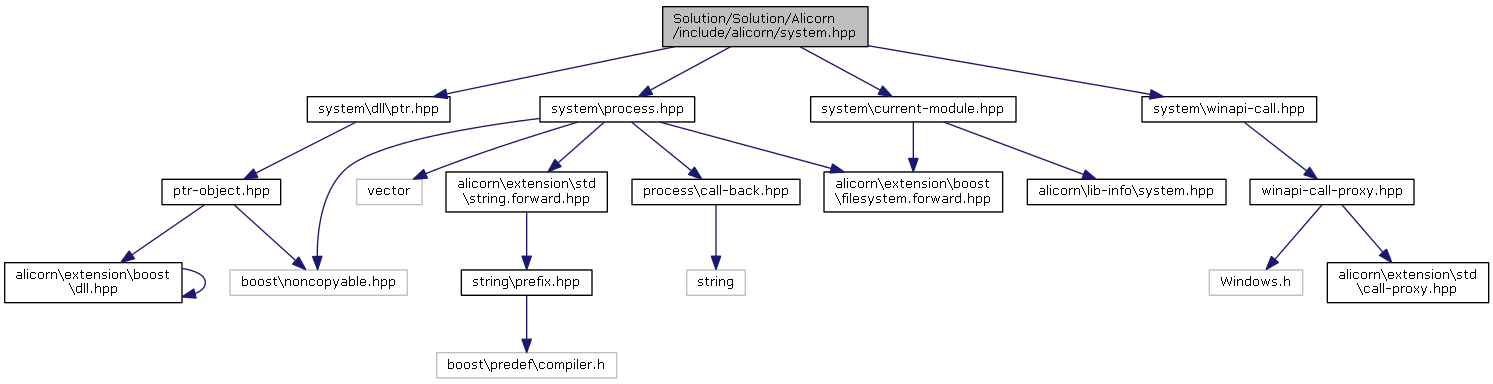 Solution/Solution/Alicorn
/include/alicorn/system.hpp
system\dll\ptr.hpp
system\process.hpp
system\current-module.hpp
system\winapi-call.hpp
ptr-object.hpp
vector
alicorn\extension\std
\string.forward.hpp
process\call-back.hpp
alicorn\extension\boost
\filesystem.forward.hpp
alicorn\lib-info\system.hpp
winapi-call-proxy.hpp
alicorn\extension\boost
\dll.hpp
boost\noncopyable.hpp
string\prefix.hpp
string
Windows.h
alicorn\extension\std
\call-proxy.hpp
boost\predef\compiler.h